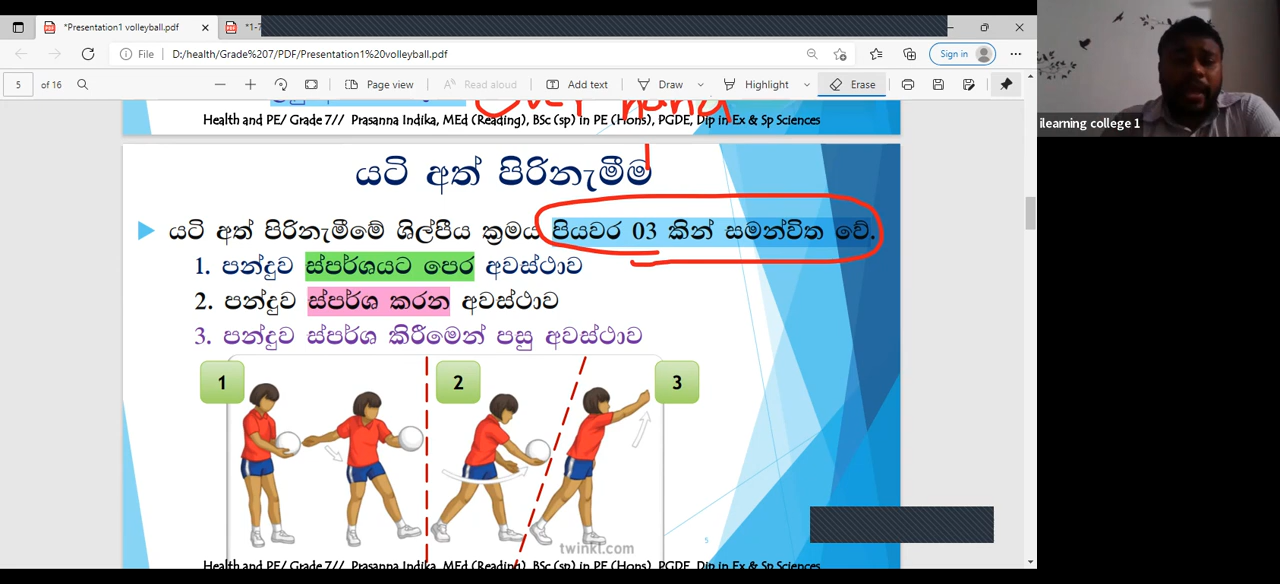 *Presentation1 volleyball.pdf
*1-7
File D:/health/Grade%207/PDF/Presentation1%20volleyball.pdf
Sign in
5 of 16
Page view
Read aloud
Add text
Draw
Highlight
Erase
ilearning college 1
Over hand
Health and PE/ Grade 7// Prasanna Indika, MEd (Reading), BSc (sp) in PE (Hons), PGDE, Dip in Ex & Sp Sciences
යටි අත් පිරිනැමීම
යටි අත් පිරිනැමීමේ ශිල්පීය ක්‍රමය පියවර 03 කින් සමන්විත වේ.
1. පන්දුව ස්පර්ශයට පෙර අවස්ථාව
2. පන්දුව ස්පර්ශ කරන අවස්ථාව
3. පන්දුව ස්පර්ශ කිරීමෙන් පසු අවස්ථාව
1
2
3
twinkl.com
5
Health and PE/ Grade 7// Prasanna Indika, MEd (Reading), BSc (sp) in PE (Hons), PGDE, Dip in Ex & Sp Sciences